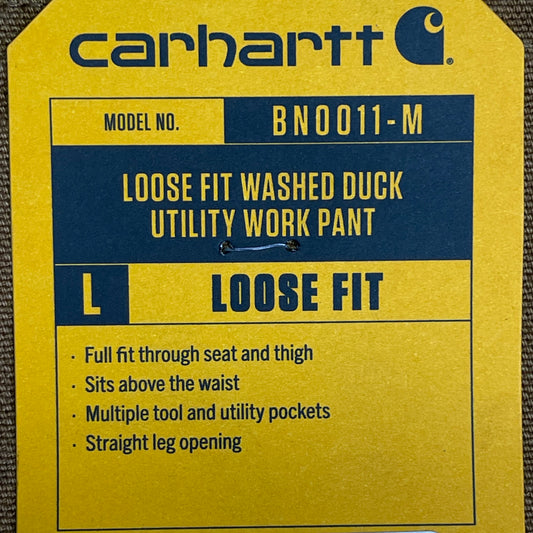 carhartt
MODEL NO. BN0011-M
LOOSE FIT WASHED DUCK
UTILITY WORK PANT
L LOOSE FIT
· Full fit through seat and thigh
· Sits above the waist
· Multiple tool and utility pockets
· Straight leg opening